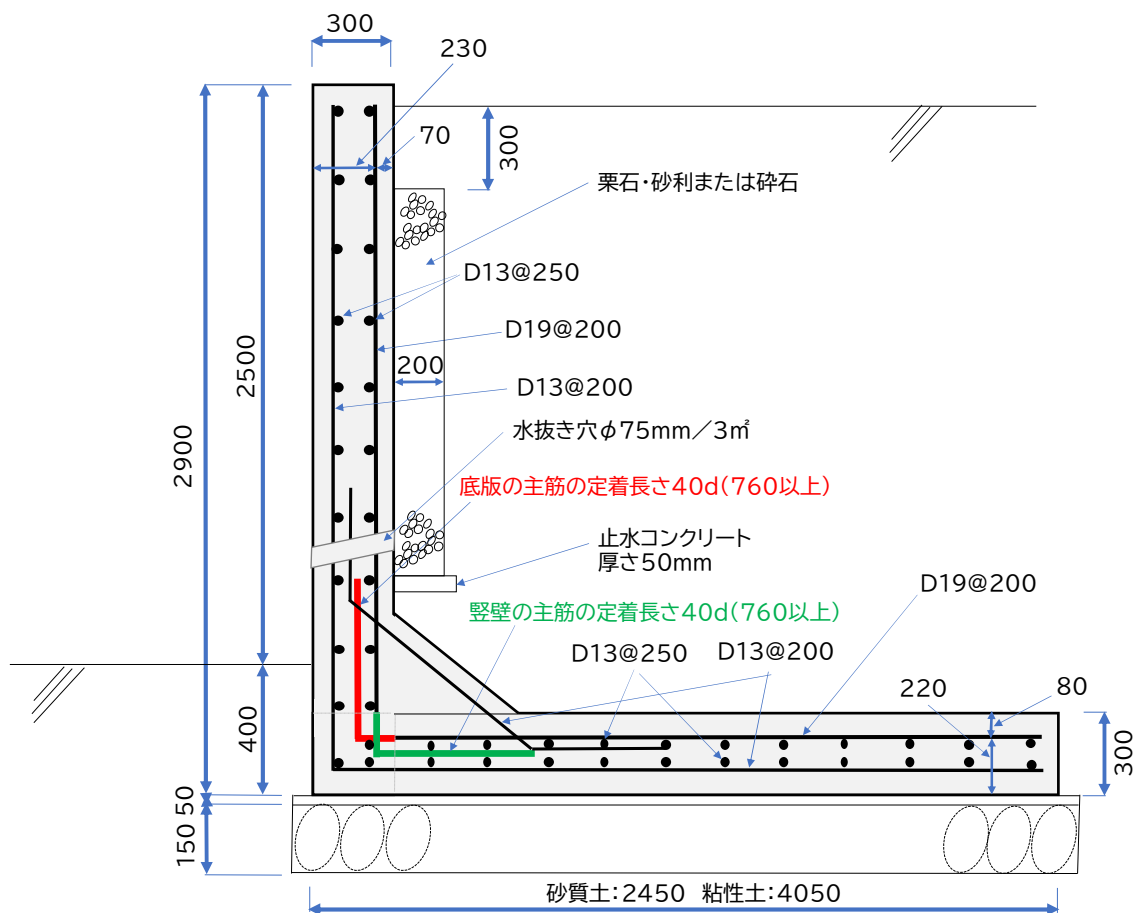 300
230
70
300
栗石・砂利または砕石
D13@250
D19@200
200
D13@200
水抜き穴φ75mm/3㎡
2500
2900
底版の主筋の定着長さ40d(760以上)
止水コンクリート
厚さ50mm
D19@200
竪壁の主筋の定着長さ40d(760以上)
D13@250
D13@200
220
80
400
300
50
150
砂質土:2450 粘性土:4050